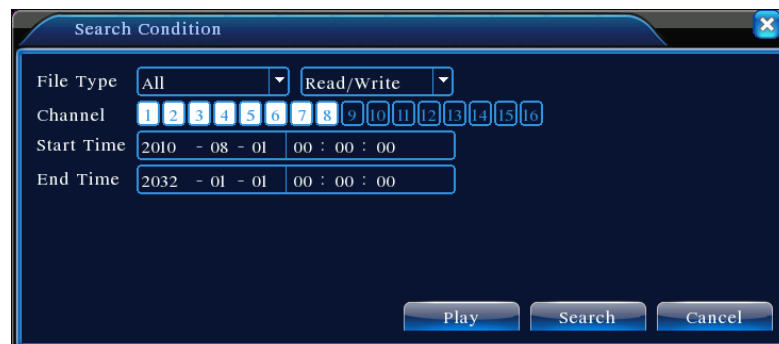 Search Condition
File Type All Read/Write
Channel 1 2 3 4 5 6 7 8 9 10 11 12 13 14 15 16
Start Time 2010 - 08 - 01 00 : 00 : 00
End Time 2032 - 01 - 01 00 : 00 : 00
Play Search Cancel